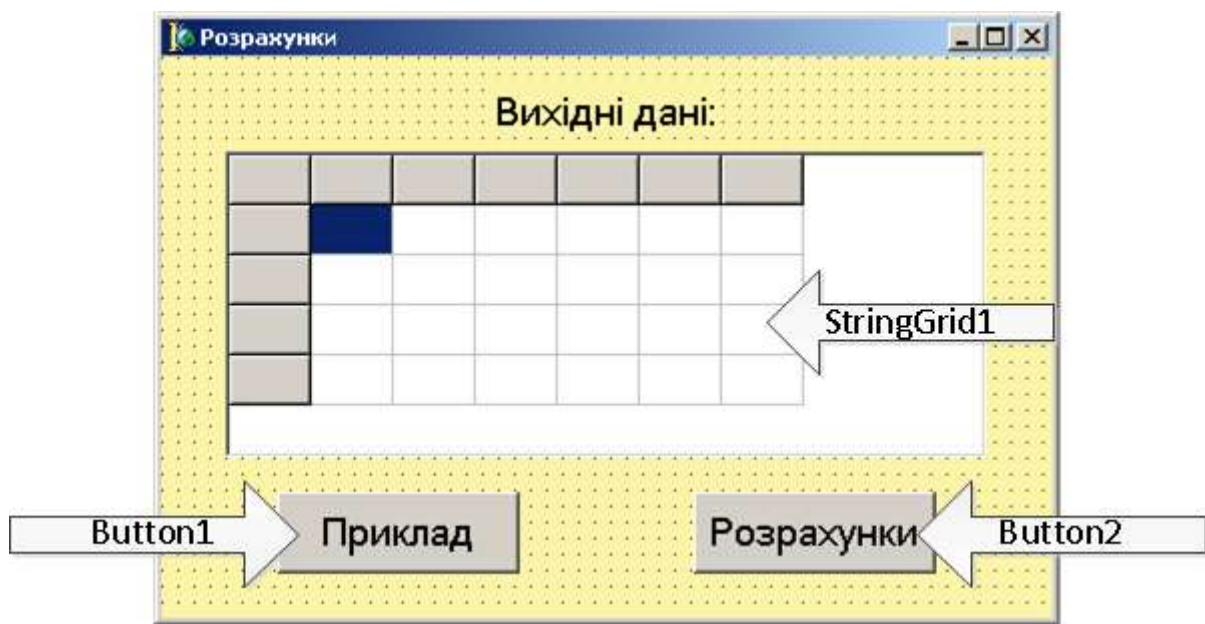 Розрахунки
Вихідні дані:
StringGrid1
Button1
Приклад
Розрахунки
Button2